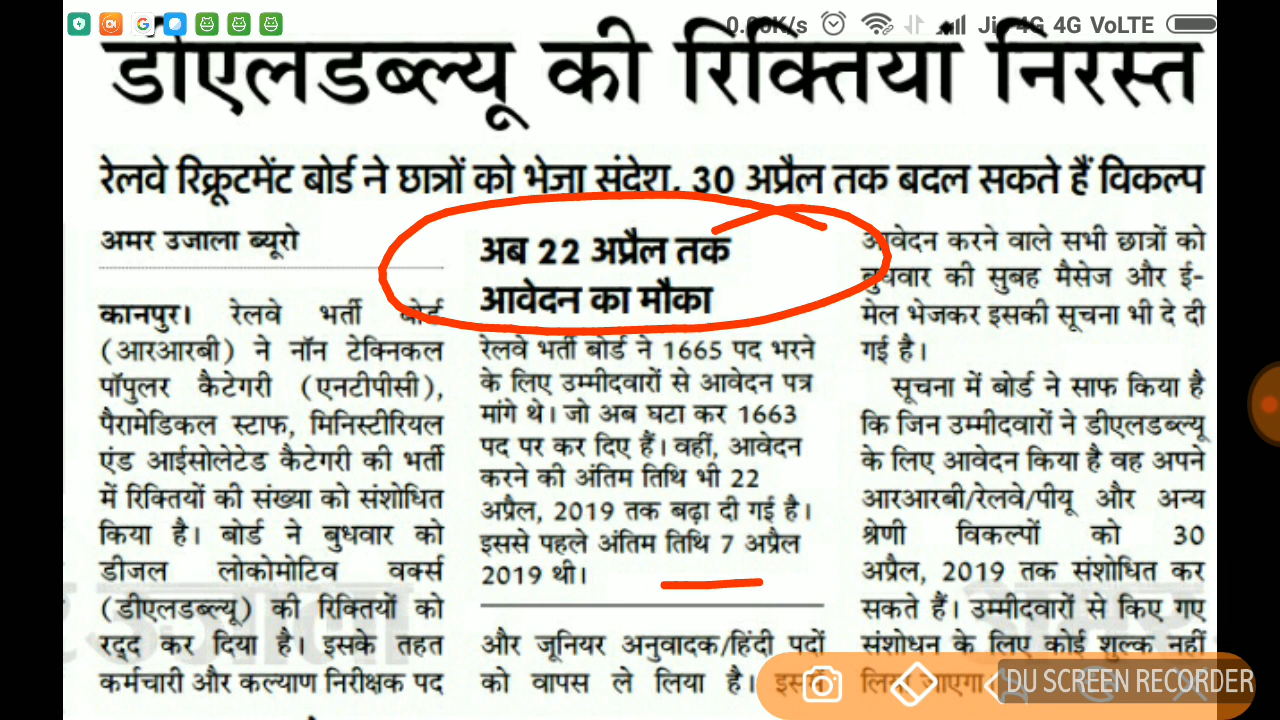 0.00K/s Jio 4G 4G VoLTE
डीएलडब्ल्यू की रिक्तिया निरस्त
रेलवे रिक्रूटमेंट बोर्ड ने छात्रों को भेजा संदेश, 30 अप्रैल तक बदल सकते हैं विकल्प
अमर उजाला ब्यूरो
कानपुर। रेलवे भर्ती बोर्ड
(आरआरबी) ने नॉन टेक्निकल
पॉपुलर कैटेगरी (एनटीपीसी),
पैरामेडिकल स्टाफ, मिनिस्टीरियल
एंड आईसोलेटेड कैटेगरी की भर्ती
में रिक्तियों की संख्या को संशोधित
किया है। बोर्ड ने बुधवार को
डीजल लोकोमोटिव वर्क्स
(डीएलडब्ल्यू) की रिक्तियों को
रद्द कर दिया है। इसके तहत
कर्मचारी और कल्याण निरीक्षक पद
अब 22 अप्रैल तक
आवेदन का मौका
रेलवे भर्ती बोर्ड ने 1665 पद भरने
के लिए उम्मीदवारों से आवेदन पत्र
मांगे थे। जो अब घटा कर 1663
पद पर कर दिए हैं। वहीं, आवेदन
करने की अंतिम तिथि भी 22
अप्रैल, 2019 तक बढ़ा दी गई है।
इससे पहले अंतिम तिथि 7 अप्रैल
2019 थी।
और जूनियर अनुवादक/हिंदी पदों
को वापस ले लिया है। इसमें
आवेदन करने वाले सभी छात्रों को
बुधवार की सुबह मैसेज और ई-
मेल भेजकर इसकी सूचना भी दे दी
गई है।
सूचना में बोर्ड ने साफ किया है
कि जिन उम्मीदवारों ने डीएलडब्ल्यू
के लिए आवेदन किया है वह अपने
आरआरबी/रेलवे/पीयू और अन्य
श्रेणी विकल्पों को 30
अप्रैल, 2019 तक संशोधित कर
सकते हैं। उम्मीदवारों से किए गए
संशोधन के लिए कोई शुल्क नहीं
लिया जाएगा
DU SCREEN RECORDER